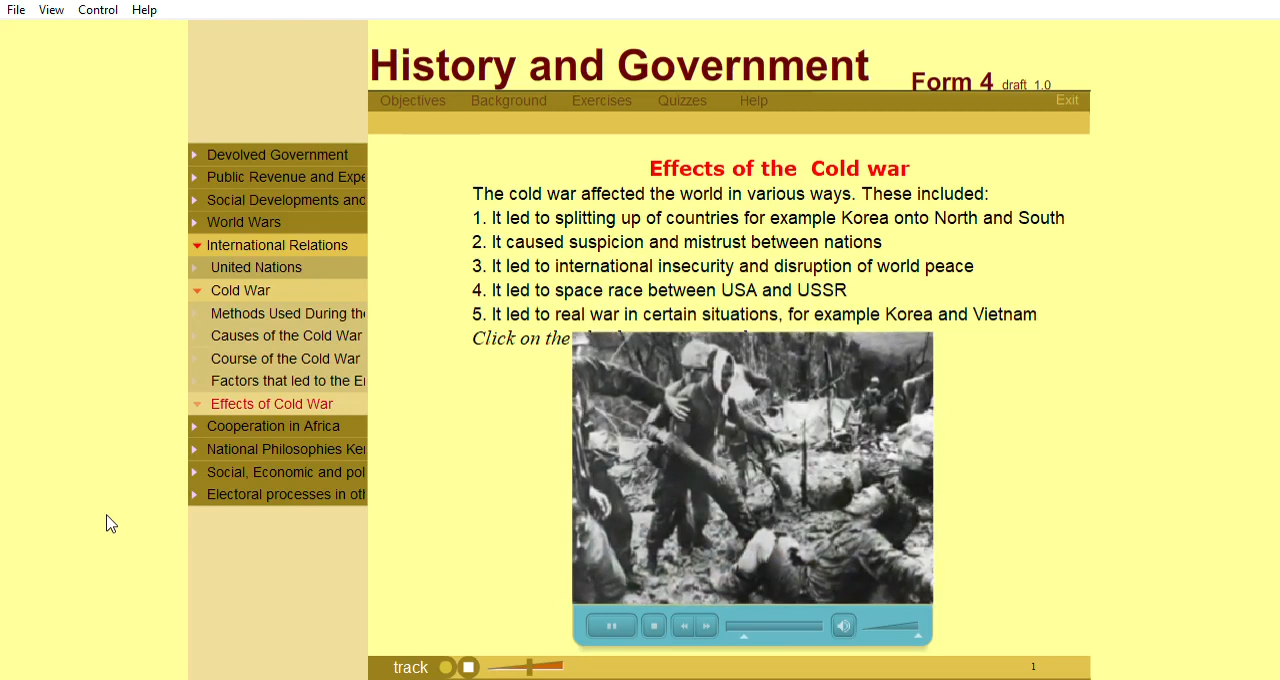 File View Control Help
History and Government
Form 4 draft 1.0
Objectives Background Exercises Quizzes Help Exit
Devolved Government
Public Revenue and Expe
Social Developments and
World Wars
International Relations
United Nations
Cold War
Methods Used During the
Causes of the Cold War
Course of the Cold War
Factors that led to the E
Effects of Cold War
Cooperation in Africa
National Philosophies Ke
Social, Economic and pol
Electoral processes in ot
Effects of the Cold war
The cold war affected the world in various ways. These included:
1. It led to splitting up of countries for example Korea onto North and South
2. It caused suspicion and mistrust between nations
3. It led to international insecurity and disruption of world peace
4. It led to space race between USA and USSR
5. It led to real war in certain situations, for example Korea and Vietnam
Click on the
track
1